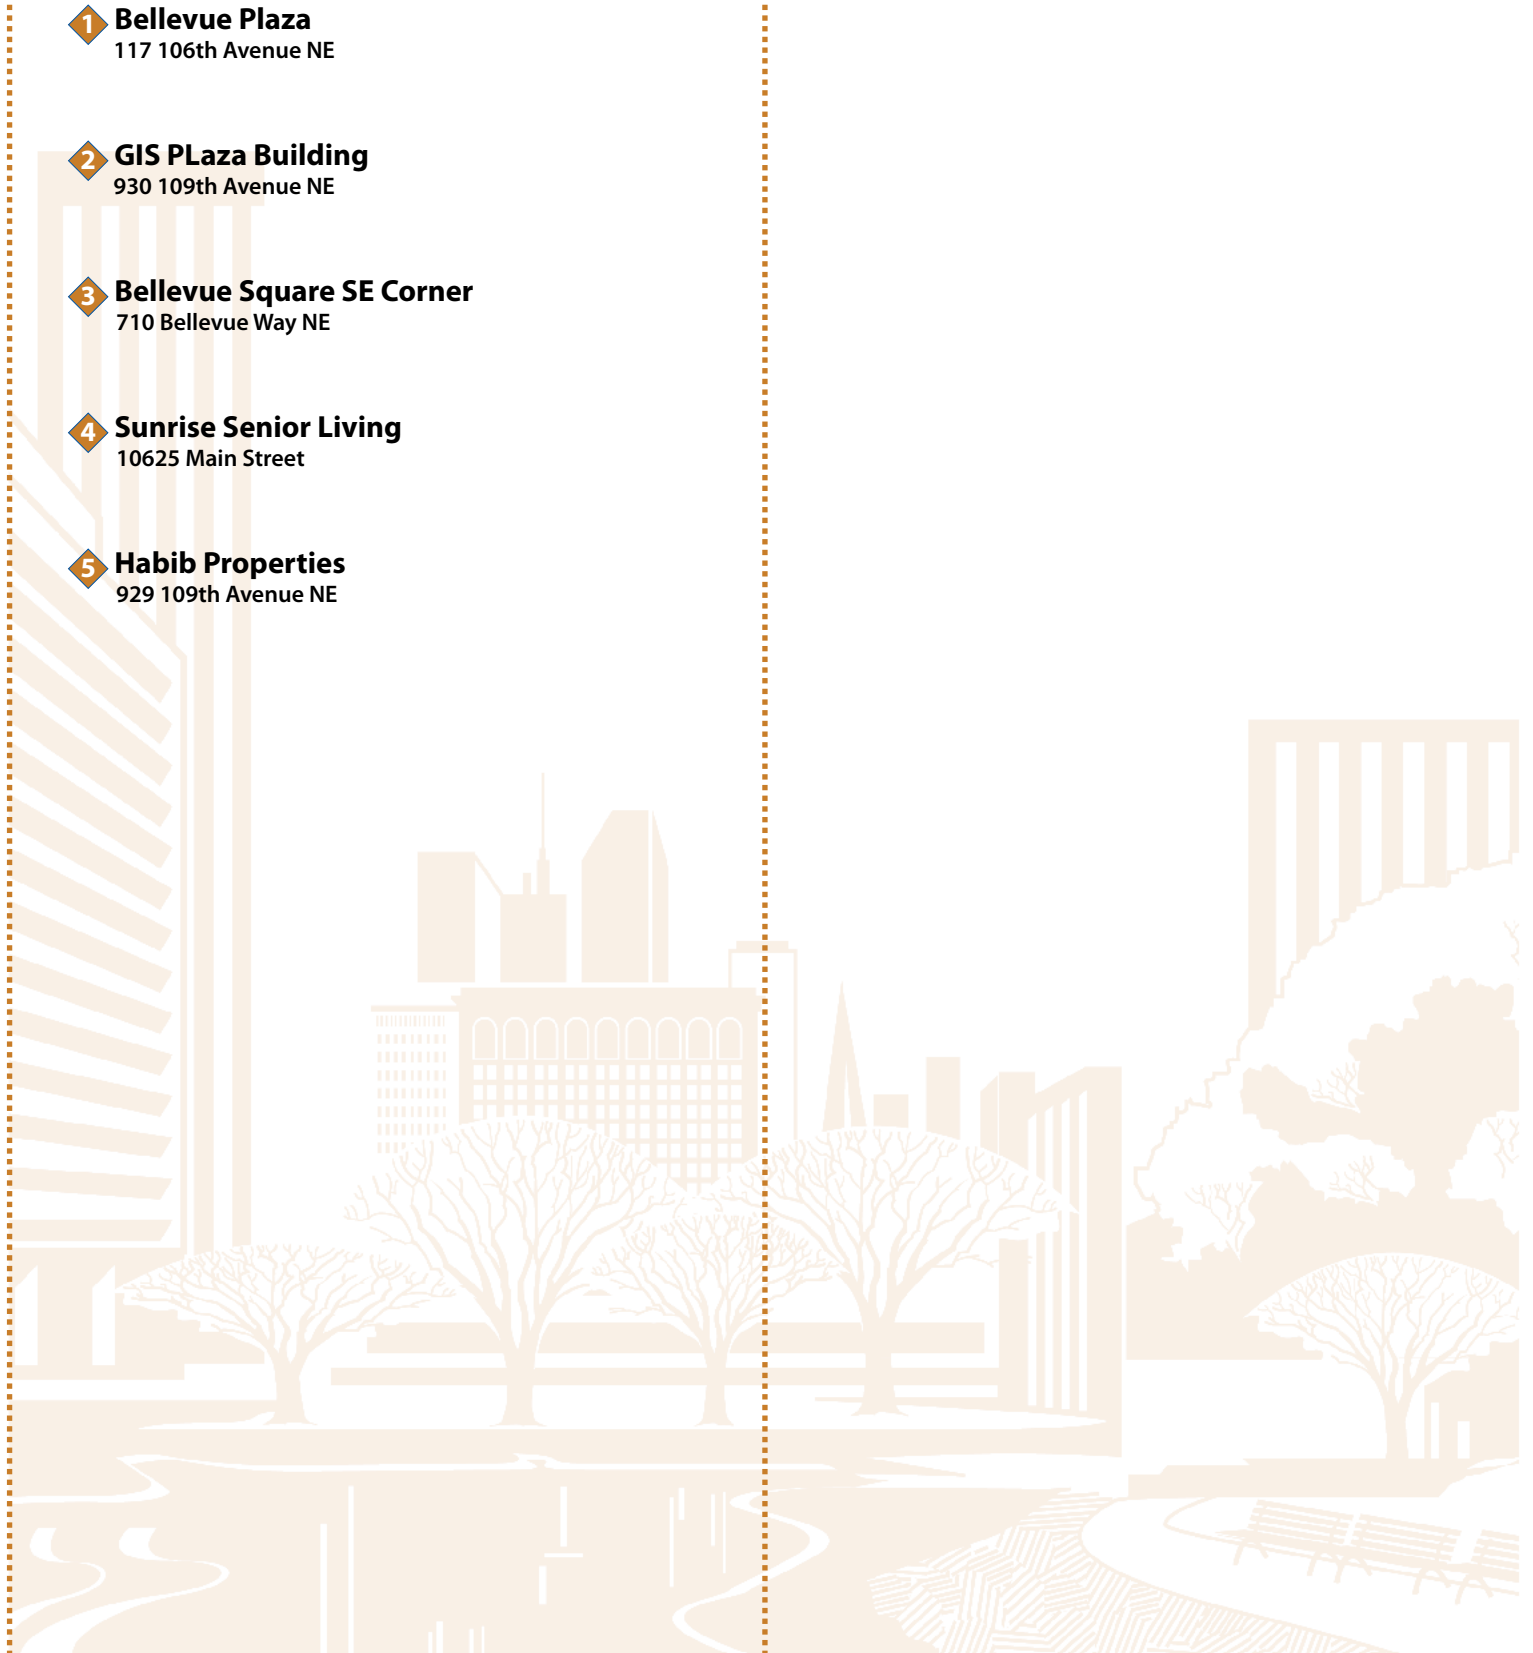 1 Bellevue Plaza
117 106th Avenue NE
2 GIS PLaza Building
930 109th Avenue NE
3 Bellevue Square SE Corner
710 Bellevue Way NE
4 Sunrise Senior Living
10625 Main Street
5 Habib Properties
929 109th Avenue NE